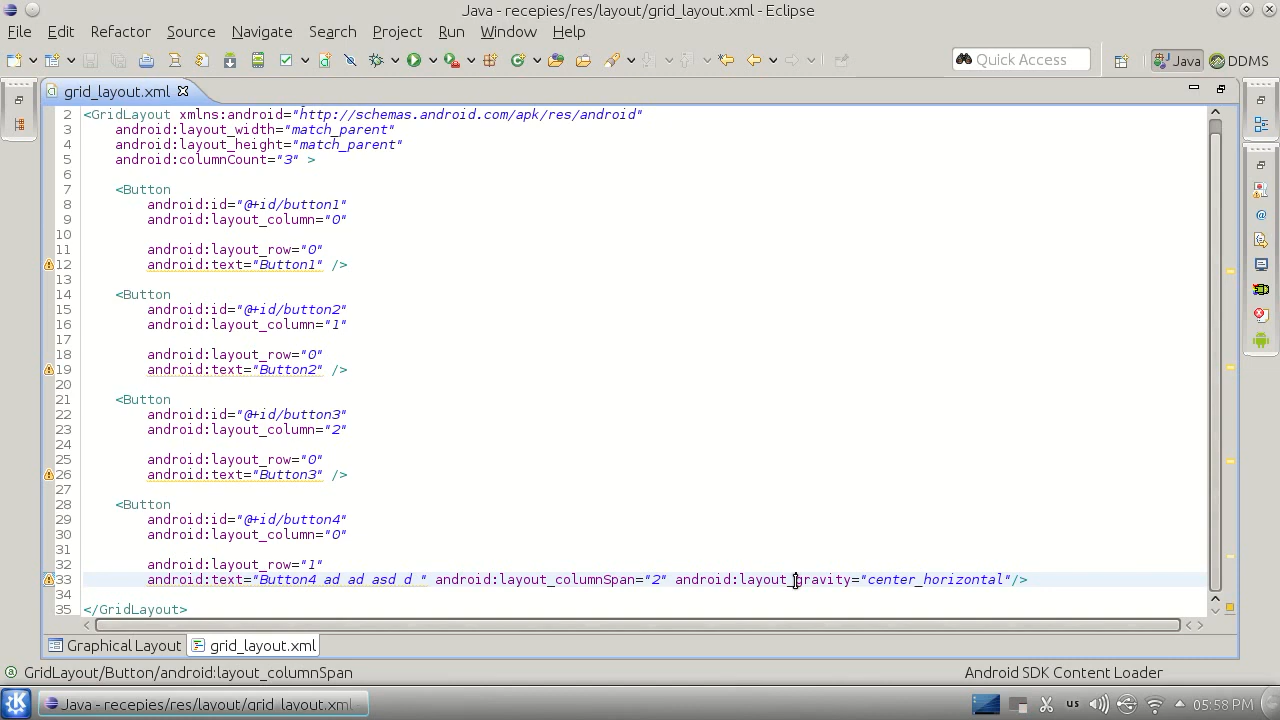 Java - recepies/res/layout/grid_layout.xml - Eclipse
File Edit Refactor Source Navigate Search Project Run Window Help
Quick Access Java DDMS
grid_layout.xml
2 <GridLayout xmlns:android="http://schemas.android.com/apk/res/android"
3 android:layout_width="match_parent"
4 android:layout_height="match_parent"
5 android:columnCount="3" >
6
7 <Button
8 android:id="@+id/button1"
9 android:layout_column="0"
10
11 android:layout_row="0"
12 android:text="Button1" />
13
14 <Button
15 android:id="@+id/button2"
16 android:layout_column="1"
17
18 android:layout_row="0"
19 android:text="Button2" />
20
21 <Button
22 android:id="@+id/button3"
23 android:layout_column="2"
24
25 android:layout_row="0"
26 android:text="Button3" />
27
28 <Button
29 android:id="@+id/button4"
30 android:layout_column="0"
31
32 android:layout_row="1"
33 android:text="Button4 ad ad asd d " android:layout_columnSpan="2" android:layout_gravity="center_horizontal"/>
34
35 </GridLayout>
Graphical Layout grid_layout.xml
GridLayout/Button/android:layout_columnSpan Android SDK Content Loader
Java - recepies/res/layout/grid_layout.xml - us 05:58 PM